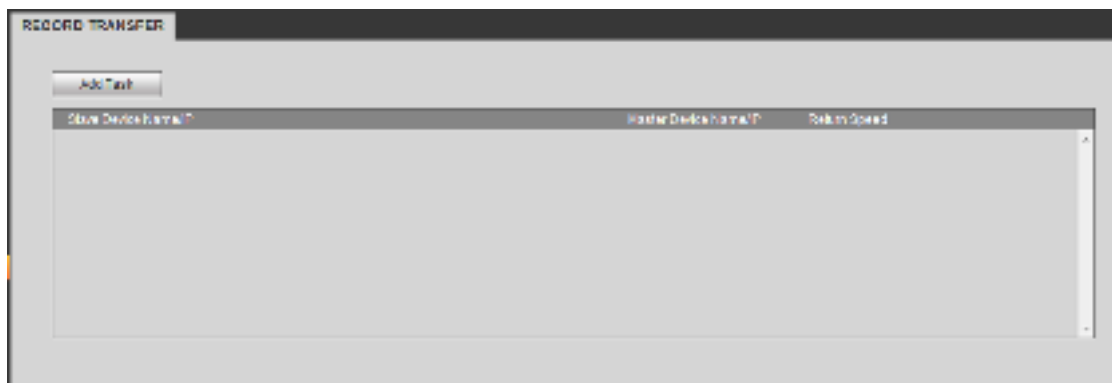 RECORD TRANSFER
Add Task
Slave Device Name/IP Master Device Name/IP Return Speed